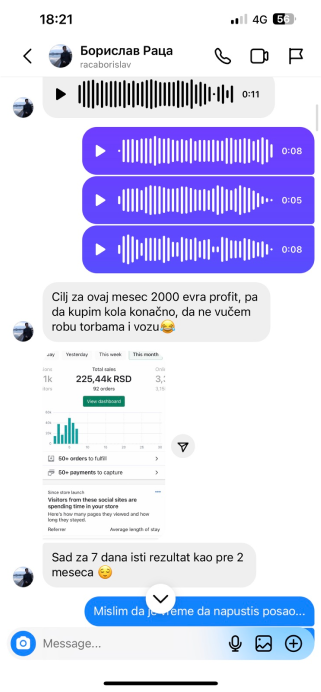 18:21
4G 56
Борислав Раца
racaborislav
0:11
0:08
0:05
0:08
Cilj za ovaj mesec 2000 evra profit, pa
da kupim kola konačno, da ne vučem
robu torbama i vozu😂
Yesterday This week This month
Total sales
1k 225,44k RSD 3,
92 orders
View dashboard
50+ orders to fulfill
50+ payments to capture
Since store launch
Visitors from these social sites are
spending time in your store
Here's how many pages they viewed and how
long they stayed.
Referrer Average length of stay
Sad za 7 dana isti rezultat kao pre 2
meseca 😌
Mislim da je vreme da napustis posao...
Message...